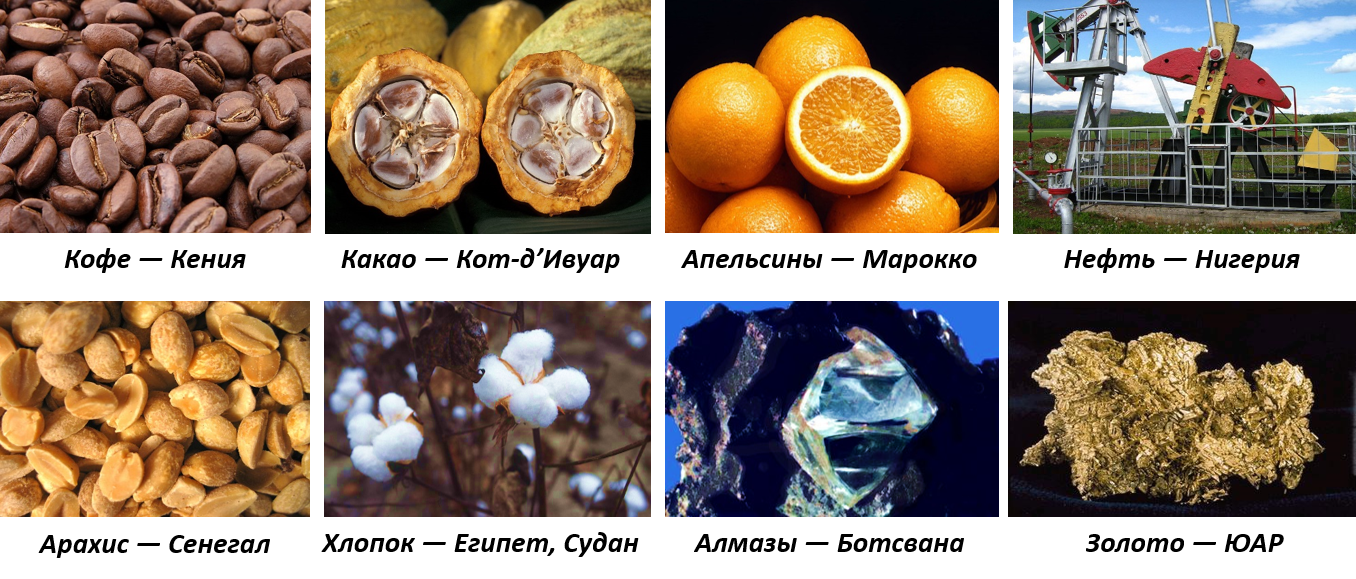 Кофе — Кения
Какао — Кот-д’Ивуар
Апельсины — Марокко
Нефть — Нигерия
Арахис — Сенегал
Хлопок — Египет, Судан
Алмазы — Ботсвана
Золото — ЮАР